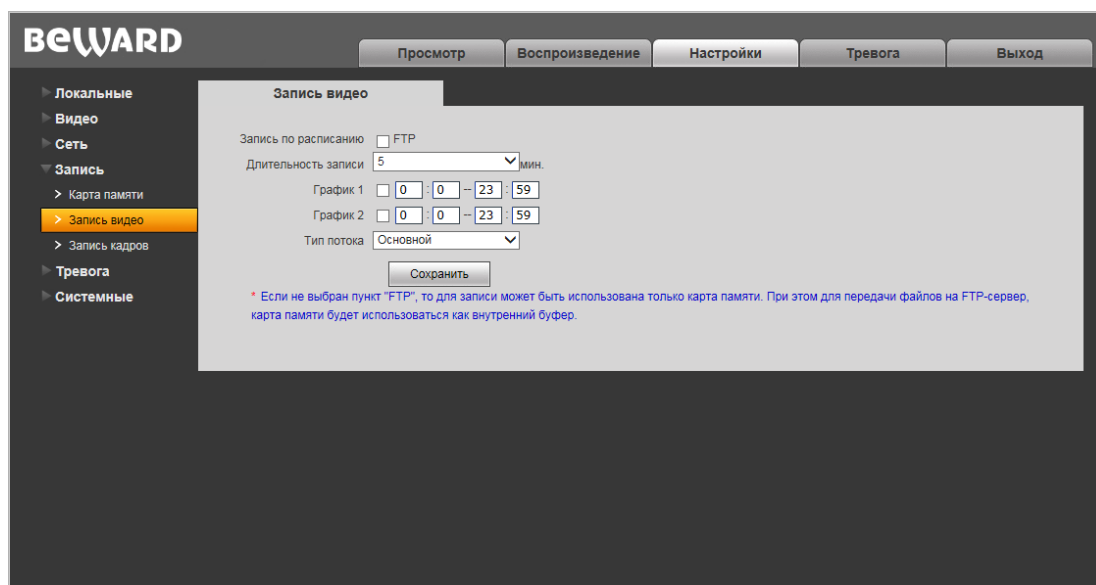 BEWARD
Просмотр Воспроизведение Настройки Тревога Выход
Локальные
Видео
Сеть
Запись
Карта памяти
Запись видео
Запись кадров
Тревога
Системные
Запись видео
Запись по расписанию FTP
Длительность записи 5 мин.
График 1 0 : 0 -- 23 : 59
График 2 0 : 0 -- 23 : 59
Тип потока Основной
Сохранить
* Если не выбран пункт "FTP", то для записи может быть использована только карта памяти. При этом для передачи файлов на FTP-сервер,
карта памяти будет использоваться как внутренний буфер.